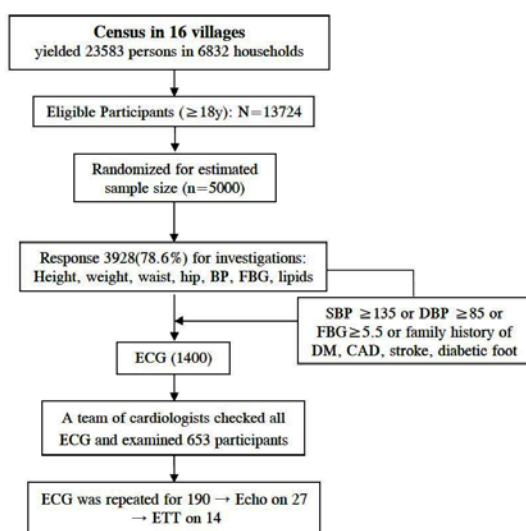 Census in 16 villages
yielded 23583 persons in 6832 households
Eligible Participants (≥18y): N=13724
Randomized for estimated
sample size (n=5000)
Response 3928(78.6%) for investigations:
Height, weight, waist, hip, BP, FBG, lipids
SBP ≥135 or DBP ≥85 or
FBG≥5.5 or family history of
DM, CAD, stroke, diabetic foot
ECG (1400)
A team of cardiologists checked all
ECG and examined 653 participants
ECG was repeated for 190 → Echo on 27
→ ETT on 14